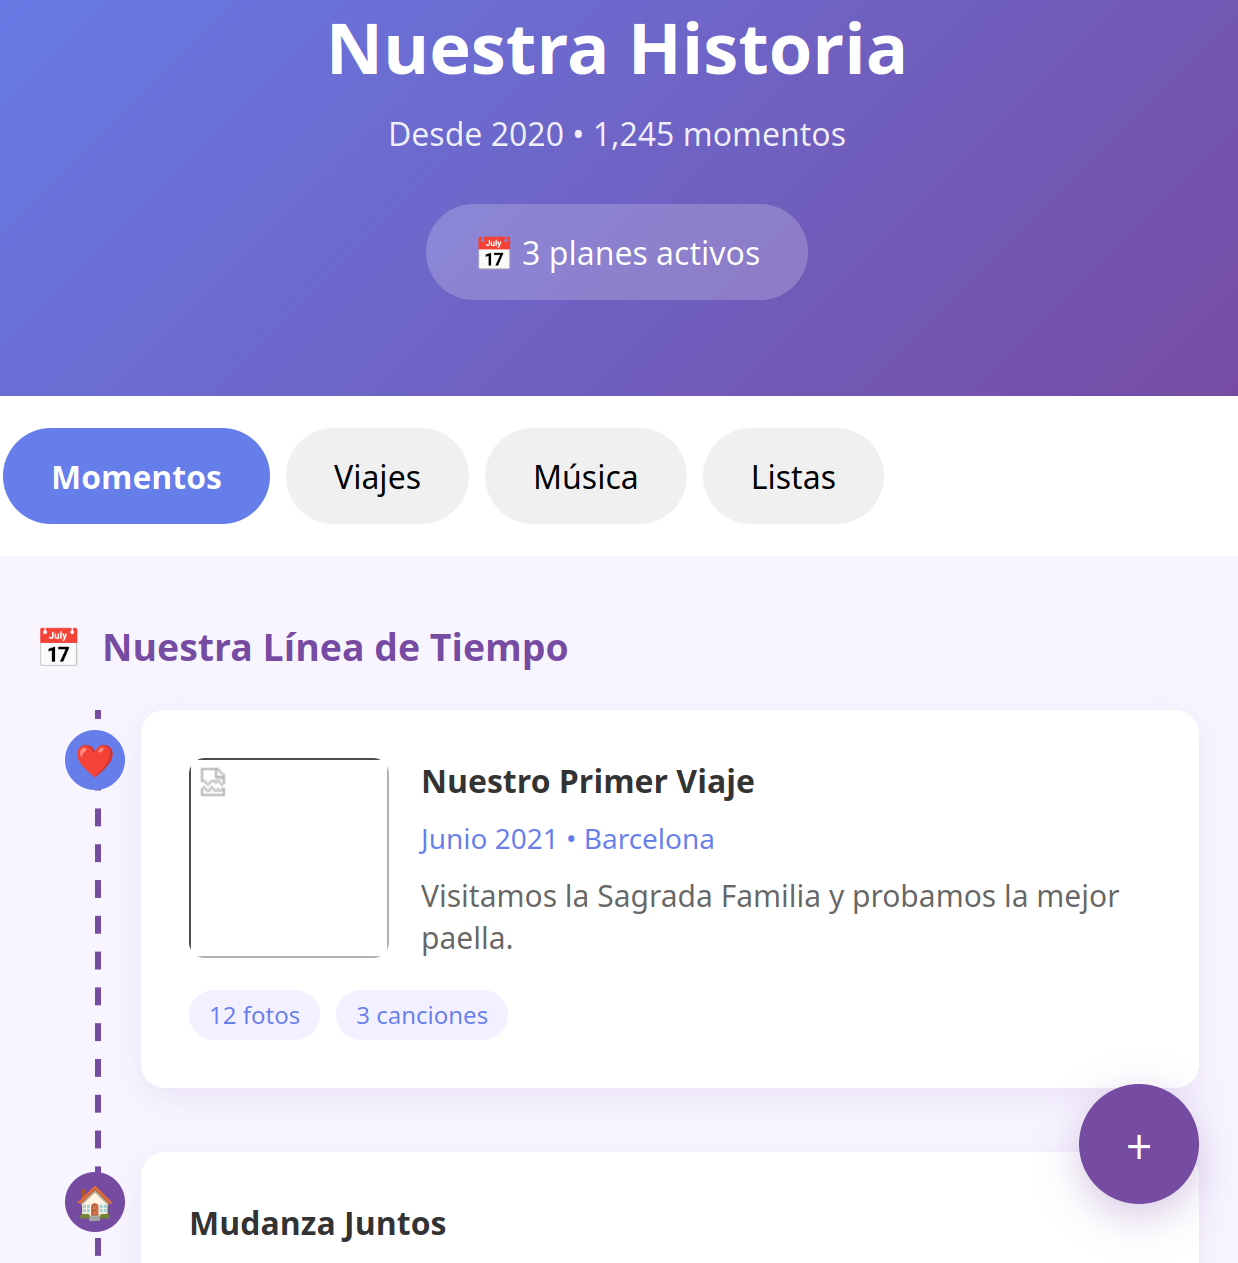 Nuestra Historia
Desde 2020 • 1,245 momentos
📅 3 planes activos
Momentos
Viajes
Música
Listas
📅 Nuestra Línea de Tiempo
❤️
Nuestro Primer Viaje
Junio 2021 • Barcelona
Visitamos la Sagrada Familia y probamos la mejor
paella.
12 fotos
3 canciones
+
🏠
Mudanza Juntos